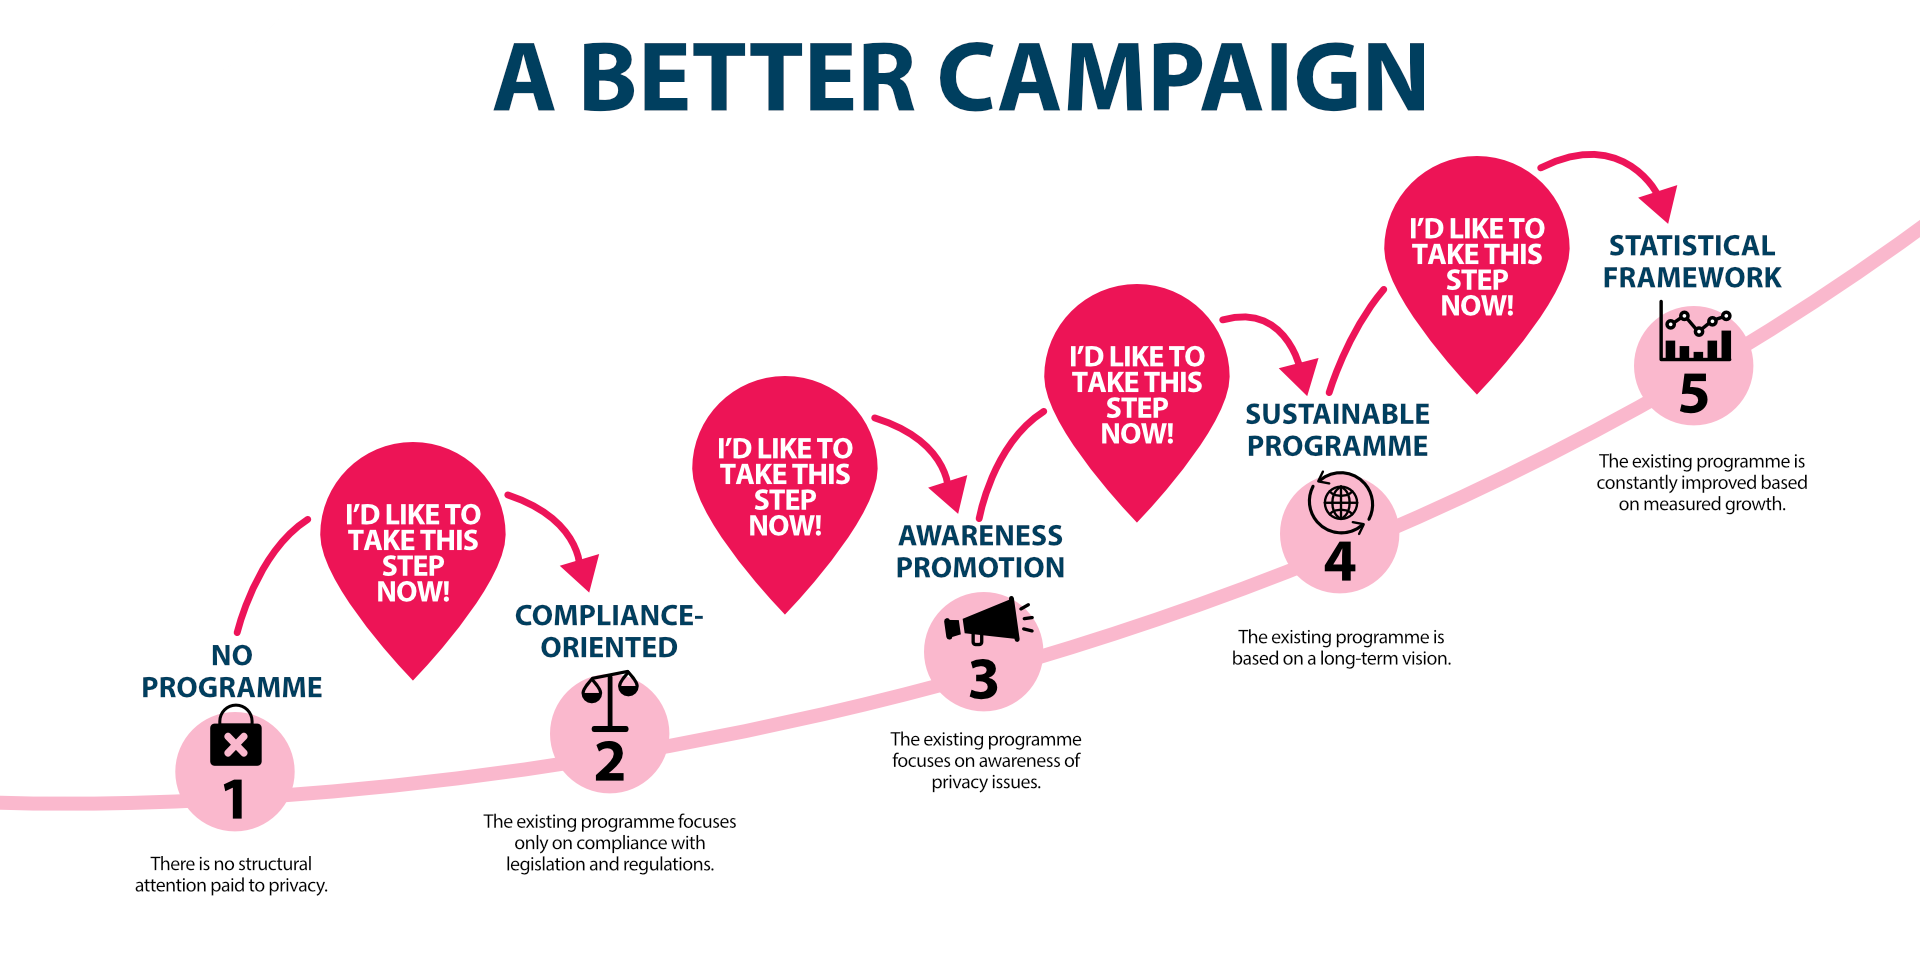 A BETTER CAMPAIGN
I'D LIKE TO
TAKE THIS
STEP
NOW!
NO
PROGRAMME
1
There is no structural
attention paid to privacy.
I'D LIKE TO
TAKE THIS
STEP
NOW!
COMPLIANCE-
ORIENTED
2
The existing programme focuses
only on compliance with
legislation and regulations.
I'D LIKE TO
TAKE THIS
STEP
NOW!
AWARENESS
PROMOTION
3
The existing programme
focuses on awareness of
privacy issues.
I'D LIKE TO
TAKE THIS
STEP
NOW!
SUSTAINABLE
PROGRAMME
4
The existing programme is
based on a long-term vision.
STATISTICAL
FRAMEWORK
5
The existing programme is
constantly improved based
on measured growth.